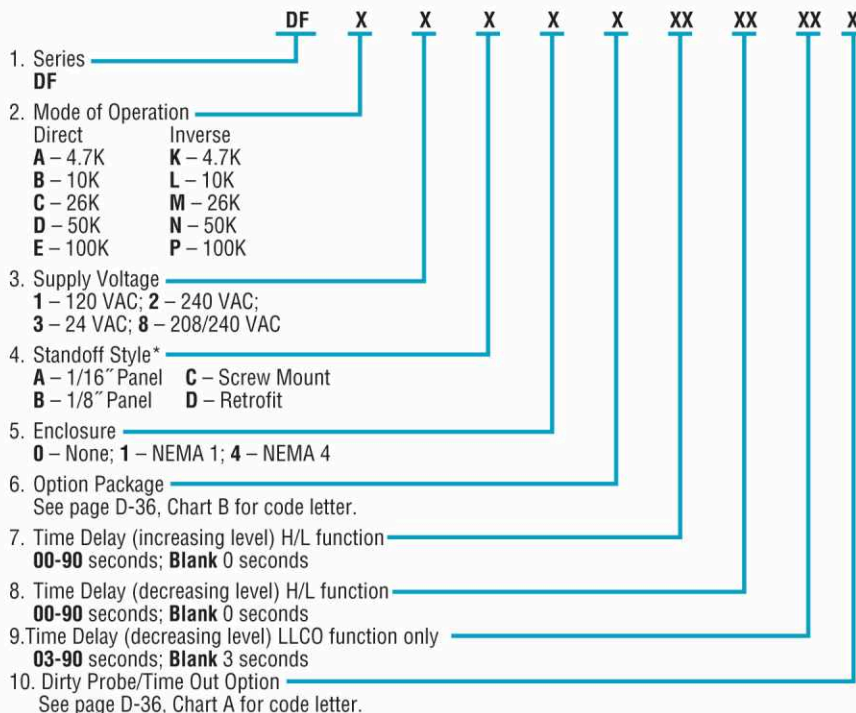 DF X X X X X XX XX XX X
1. Series
DF
2. Mode of Operation
Direct Inverse
A – 4.7K K – 4.7K
B – 10K L – 10K
C – 26K M – 26K
D – 50K N – 50K
E – 100K P – 100K
3. Supply Voltage
1 – 120 VAC; 2 – 240 VAC;
3 – 24 VAC; 8 – 208/240 VAC
4. Standoff Style*
A – 1/16˝ Panel C – Screw Mount
B – 1/8˝ Panel D – Retrofit
5. Enclosure
0 – None; 1 – NEMA 1; 4 – NEMA 4
6. Option Package
See page D-36, Chart B for code letter.
7. Time Delay (increasing level) H/L function
00-90 seconds; Blank 0 seconds
8. Time Delay (decreasing level) H/L function
00-90 seconds; Blank 0 seconds
9.Time Delay (decreasing level) LLCO function only
03-90 seconds; Blank 3 seconds
10. Dirty Probe/Time Out Option
See page D-36, Chart A for code letter.